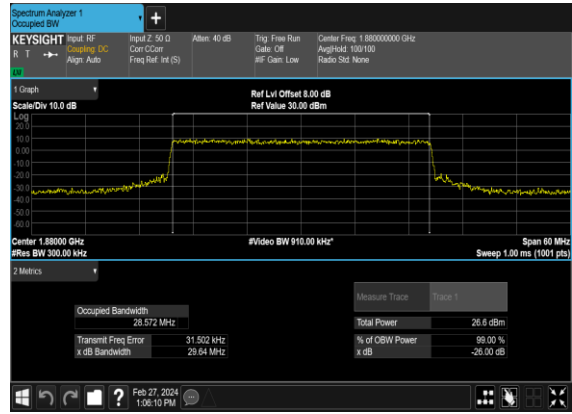 Spectrum Analyzer 1
Occupied BW
+
KEYSIGHT Input: RF Input Z: 50 Ω Atten: 40 dB Trig: Free Run Center Freq: 1.880000000 GHz
R T Coupling: DC Corr CCorr Gate: Off Avg|Hold: 100/100
Align: Auto Freq Ref: Int (S) #IF Gain: Low Radio Std: None
1 Graph
Ref Lvl Offset 8.00 dB
Scale/Div 10.0 dB Ref Value 30.00 dBm
Log
20.0
10.0
0.00
-10.0
-20.0
-30.0
-40.0
-50.0
-60.0
Center 1.88000 GHz #Video BW 910.00 kHz* Span 60 MHz
#Res BW 300.00 kHz Sweep 1.00 ms (1001 pts)
2 Metrics
Measure Trace Trace 1
Occupied Bandwidth
28.572 MHz Total Power 26.6 dBm
Transmit Freq Error 31.502 kHz % of OBW Power 99.00 %
x dB Bandwidth 29.64 MHz x dB -26.00 dB
? Feb 27, 2024
1:06:10 PM